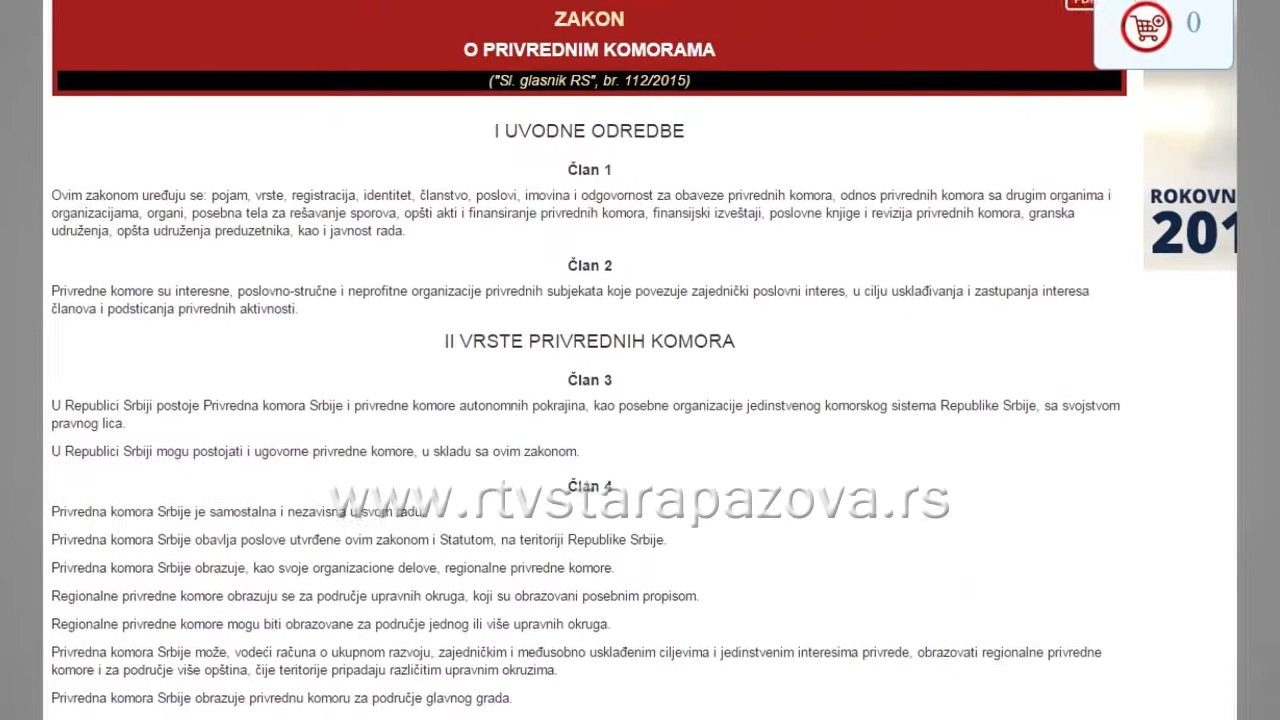 ZAKON
O PRIVREDNIM KOMORAMA
("Sl. glasnik RS", br. 112/2015)
0
I UVODNE ODREDBE
Član 1
Ovim zakonom uređuju se: pojam, vrste, registracija, identitet, članstvo, poslovi, imovina i odgovornost za obaveze privrednih komora, odnos privrednih komora sa drugim organima i
organizacijama, organi, posebna tela za rešavanje sporova, opšti akti i finansiranje privrednih komora, finansijski izveštaji, poslovne knjige i revizija privrednih komora, granska
udruženja, opšta udruženja preduzetnika, kao i javnost rada.
ROKOVN
201
Član 2
Privredne komore su interesne, poslovno-stručne i neprofitne organizacije privrednih subjekata koje povezuje zajednički poslovni interes, u cilju usklađivanja i zastupanja interesa
članova i podsticanja privrednih aktivnosti.
II VRSTE PRIVREDNIH KOMORA
Član 3
U Republici Srbiji postoje Privredna komora Srbije i privredne komore autonomnih pokrajina, kao posebne organizacije jedinstvenog komorskog sistema Republike Srbije, sa svojstvom
pravnog lica.
U Republici Srbiji mogu postojati i ugovorne privredne komore, u skladu sa ovim zakonom.
Član 4
www.rtvstarapazova.rs
Privredna komora Srbije je samostalna i nezavisna u svom radu.
Privredna komora Srbije obavlja poslove utvrđene ovim zakonom i Statutom, na teritoriji Republike Srbije.
Privredna komora Srbije obrazuje, kao svoje organizacione delove, regionalne privredne komore.
Regionalne privredne komore obrazuju se za područje upravnih okruga, koji su obrazovani posebnim propisom.
Regionalne privredne komore mogu biti obrazovane za područje jednog ili više upravnih okruga.
Privredna komora Srbije može, vodeći računa o ukupnom razvoju, zajedničkim i međusobno usklađenim ciljevima i jedinstvenim interesima privrede, obrazovati regionalne privredne
komore i za područje više opština, čije teritorije pripadaju različitim upravnim okruzima.
Privredna komora Srbije obrazuje privrednu komoru za područje glavnog grada.